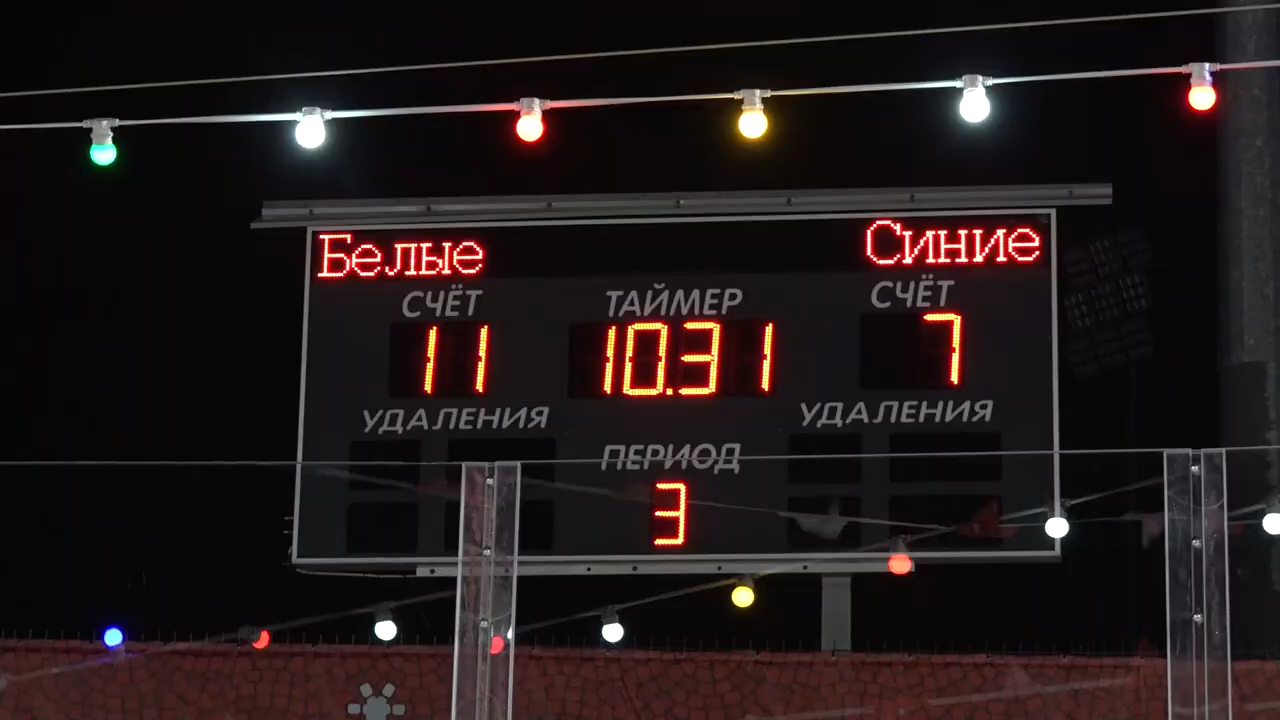 Белые Синие
СЧЁТ ТАЙМЕР СЧЁТ
11 10.31 7
УДАЛЕНИЯ УДАЛЕНИЯ
ПЕРИОД
3